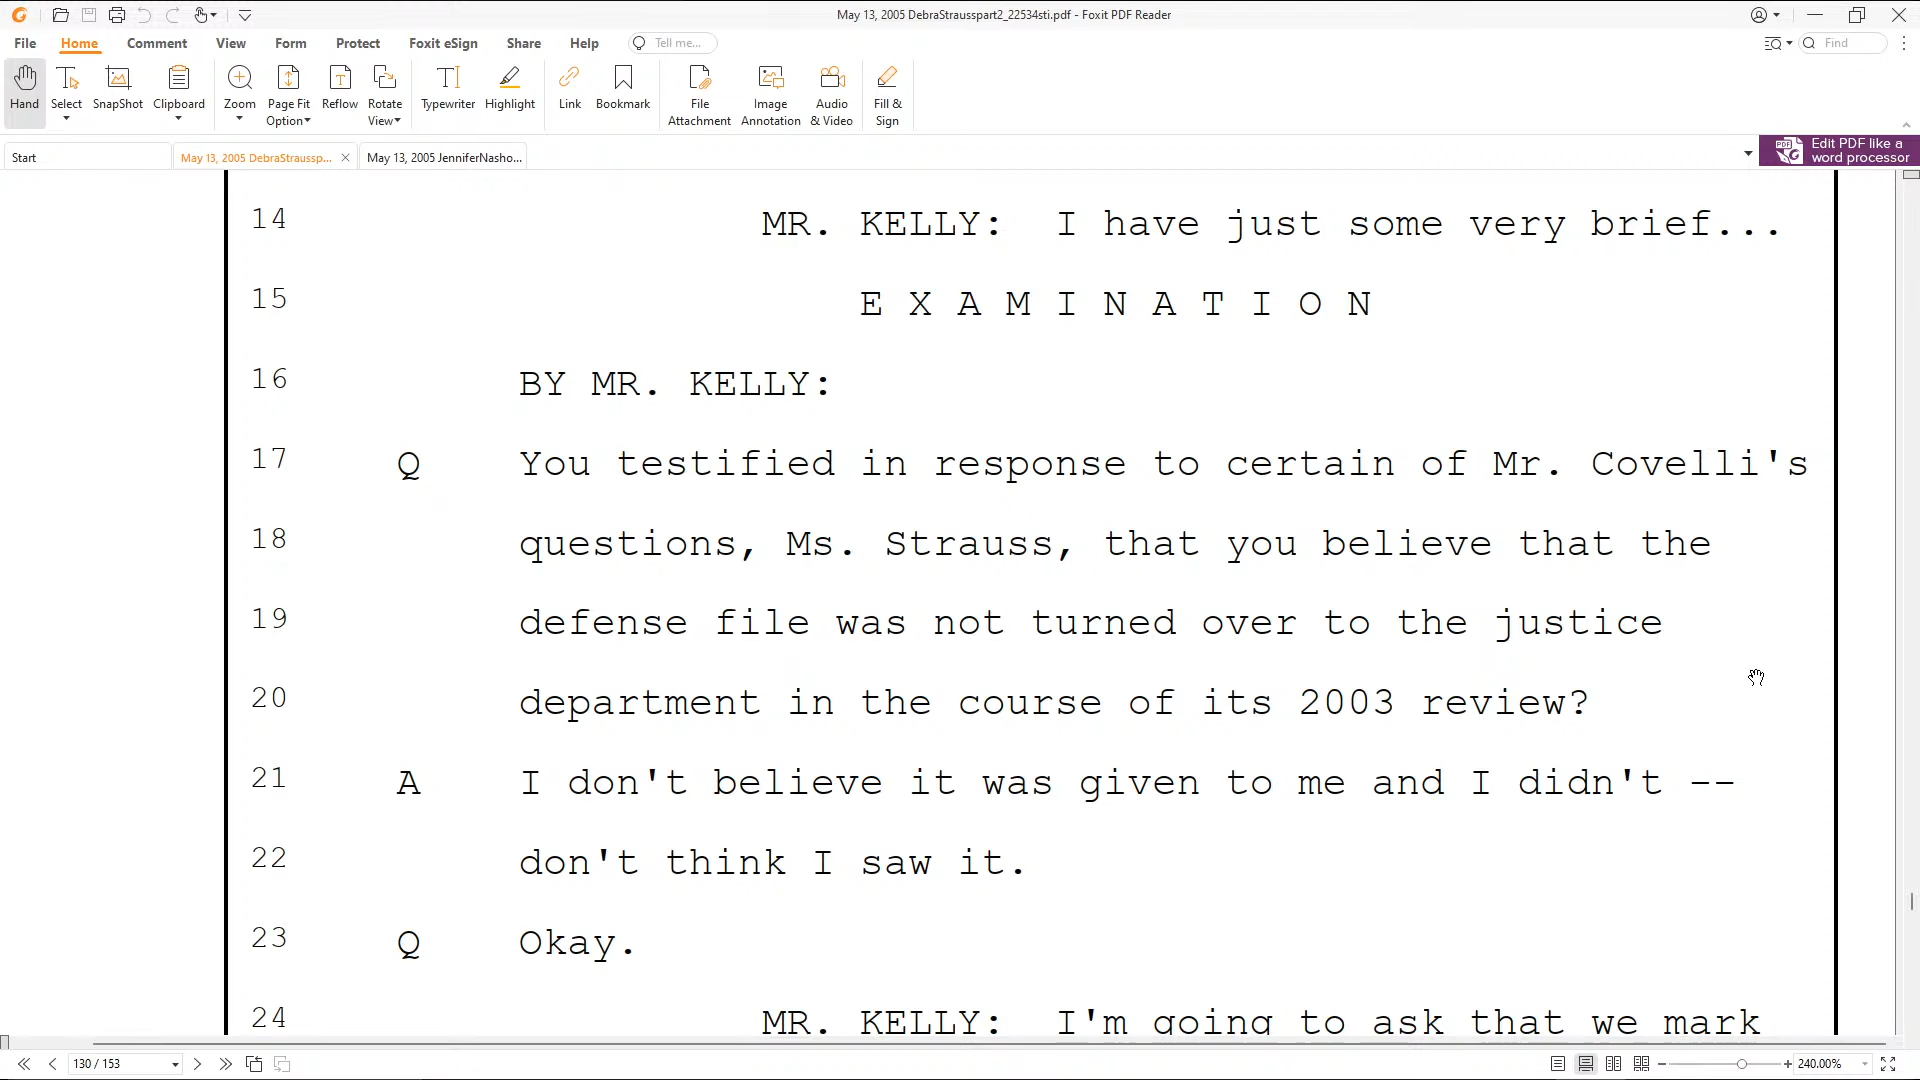 May 13, 2005 DebraStrausspart2_22534sti.pdf - Foxit PDF Reader
File Home Comment View Form Protect Foxit eSign Share Help Tell me... Find
Hand Select SnapShot Clipboard Zoom Page Fit Option Reflow Rotate View Typewriter Highlight Link Bookmark File Attachment Image Annotation Audio & Video Fill & Sign
Start May 13, 2005 DebraStraussp... May 13, 2005 JenniferNasho... Edit PDF like a word processor
14 MR. KELLY: I have just some very brief...
15 E X A M I N A T I O N
16 BY MR. KELLY:
17 Q You testified in response to certain of Mr. Covelli's
18 questions, Ms. Strauss, that you believe that the
19 defense file was not turned over to the justice
20 department in the course of its 2003 review?
21 A I don't believe it was given to me and I didn't --
22 don't think I saw it.
23 Q Okay.
24 MR. KELLY: I'm going to ask that we mark
130 / 153 240.00%